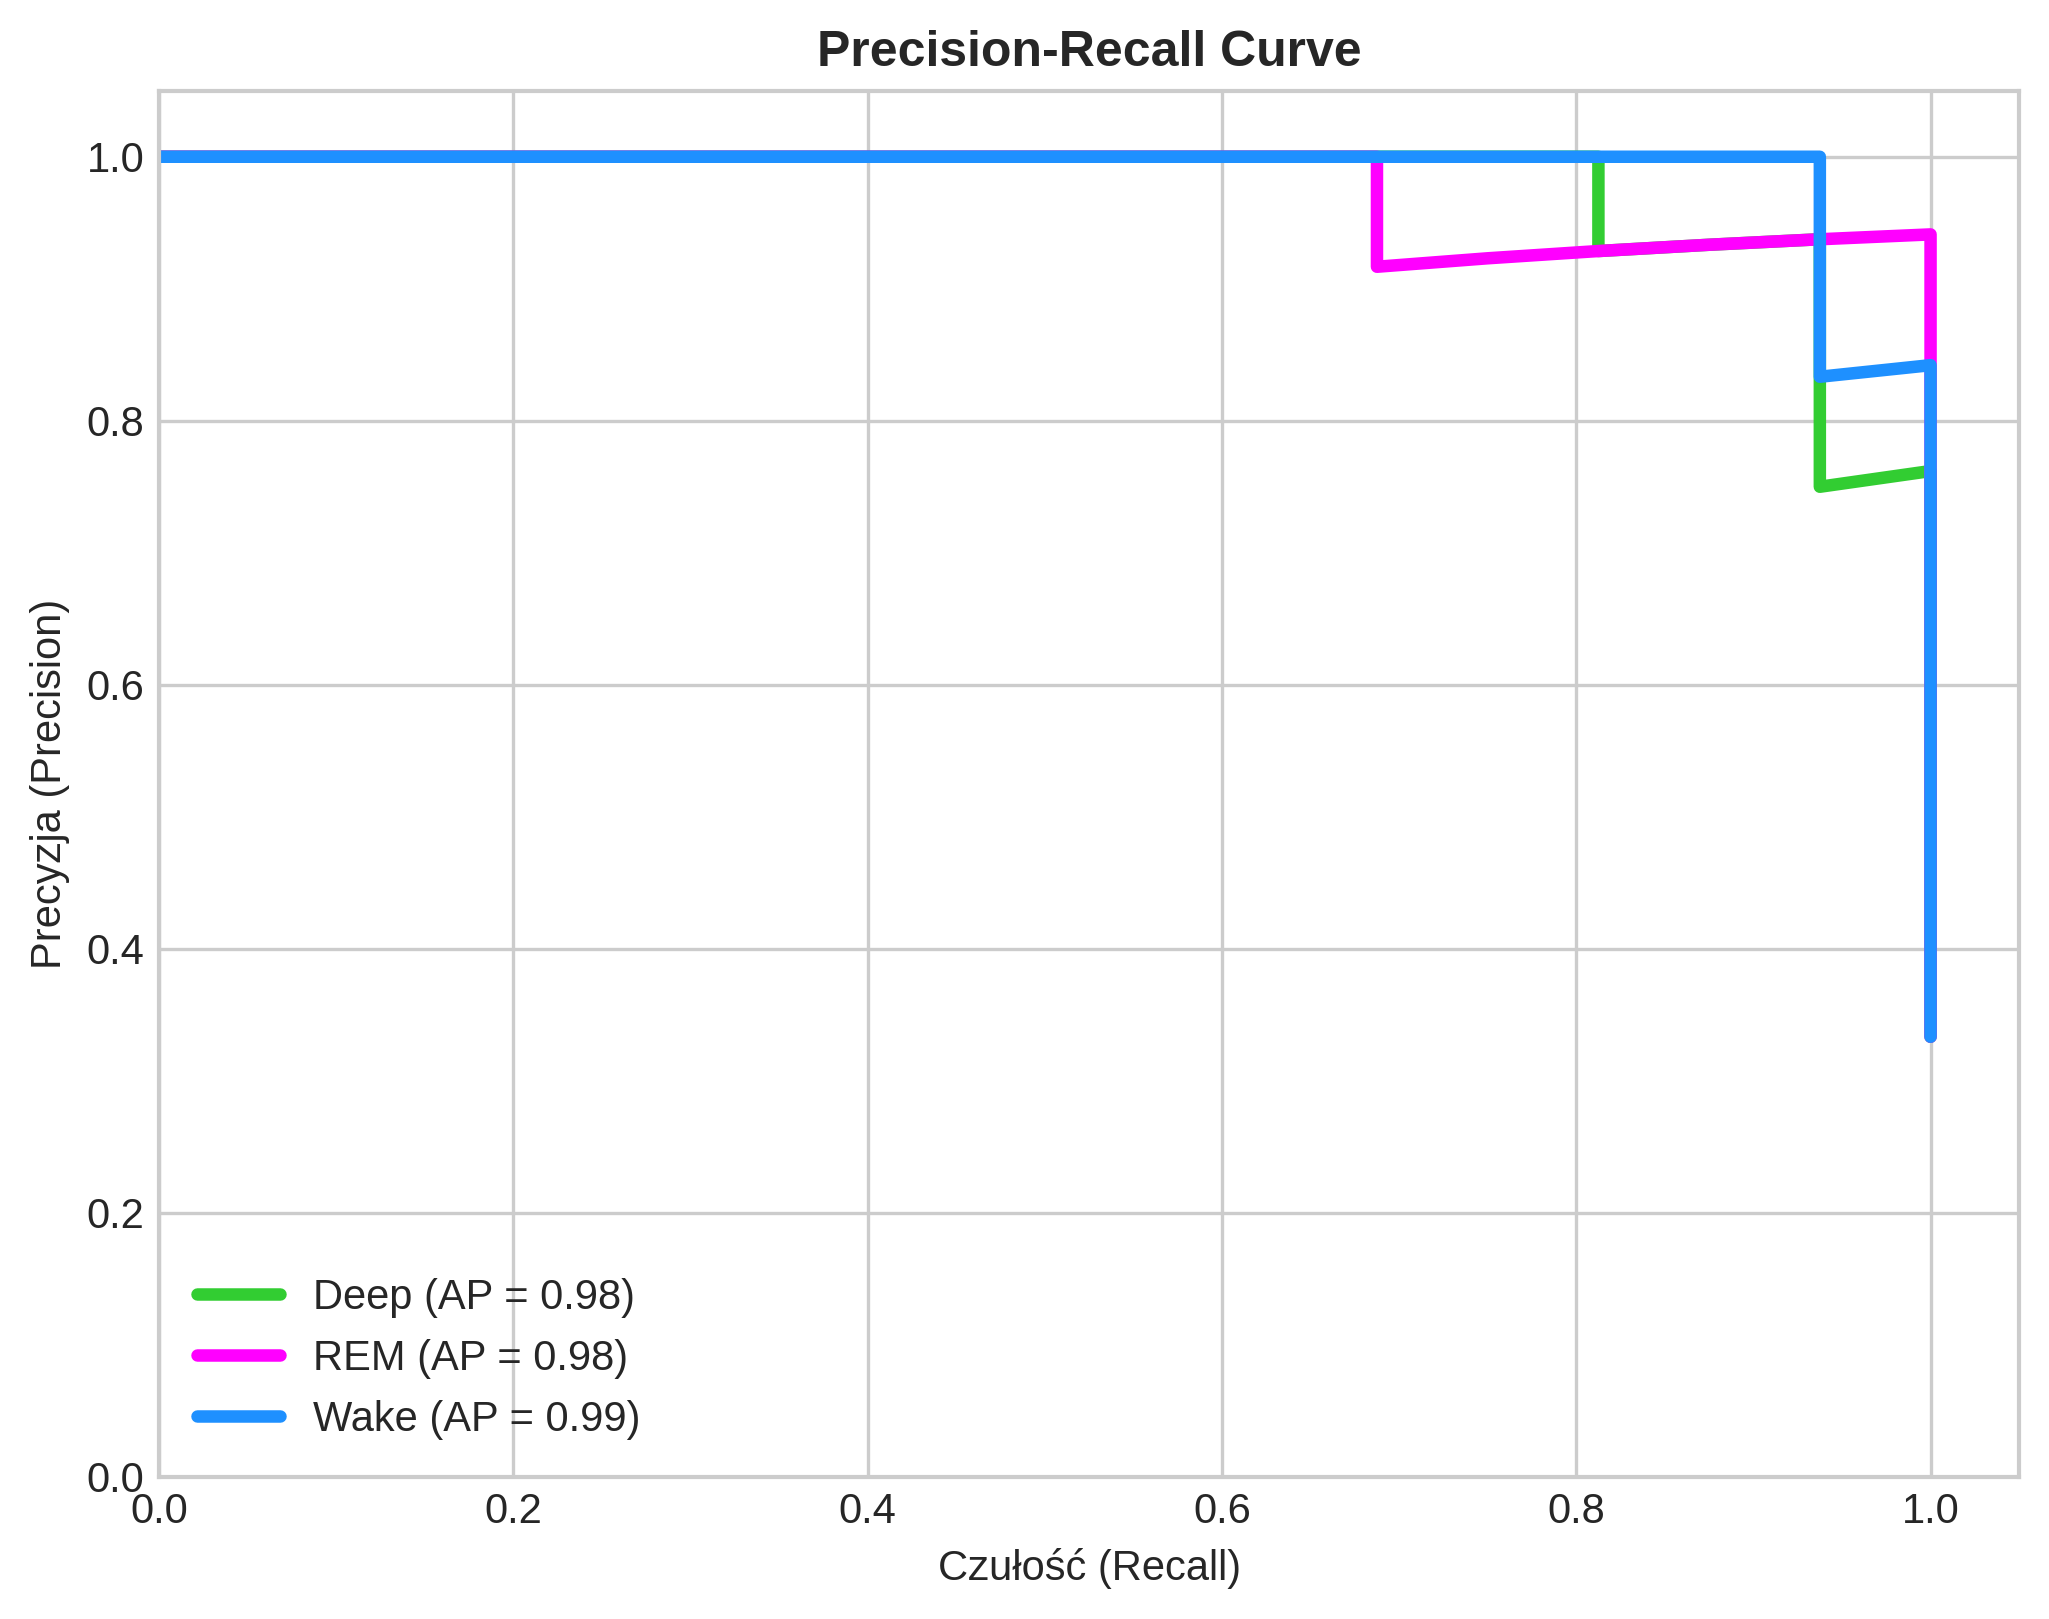 Precision-Recall Curve
1.0
0.8
0.6
0.4
0.2
0.0
Precyzja (Precision)
Deep (AP = 0.98)
REM (AP = 0.98)
Wake (AP = 0.99)
0.0 0.2 0.4 0.6 0.8 1.0
Czułość (Recall)